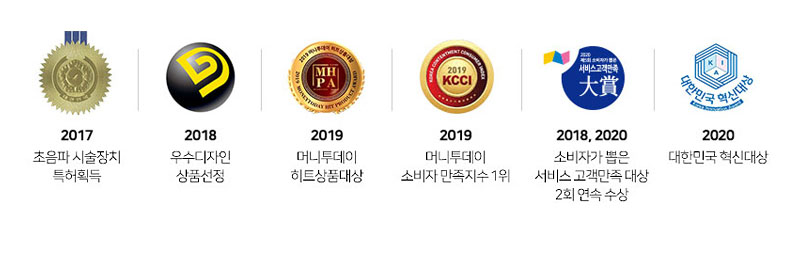 2019 머니투데이 히트상품대상
MH
PA
2019 MONEYTODAY HIT PRODUCT AWARD
KOREA CONTENTMENT CONSUMER INDEX
2019
KCCI
2020
제5회 소비자가 뽑은
서비스고객만족
大賞
KIA
대한민국 혁신대상
2017
초음파 시술장치
특허획득
2018
우수디자인
상품선정
2019
머니투데이
히트상품대상
2019
머니투데이
소비자 만족지수 1위
2018, 2020
소비자가 뽑은
서비스 고객만족 대상
2회 연속 수상
2020
대한민국 혁신대상